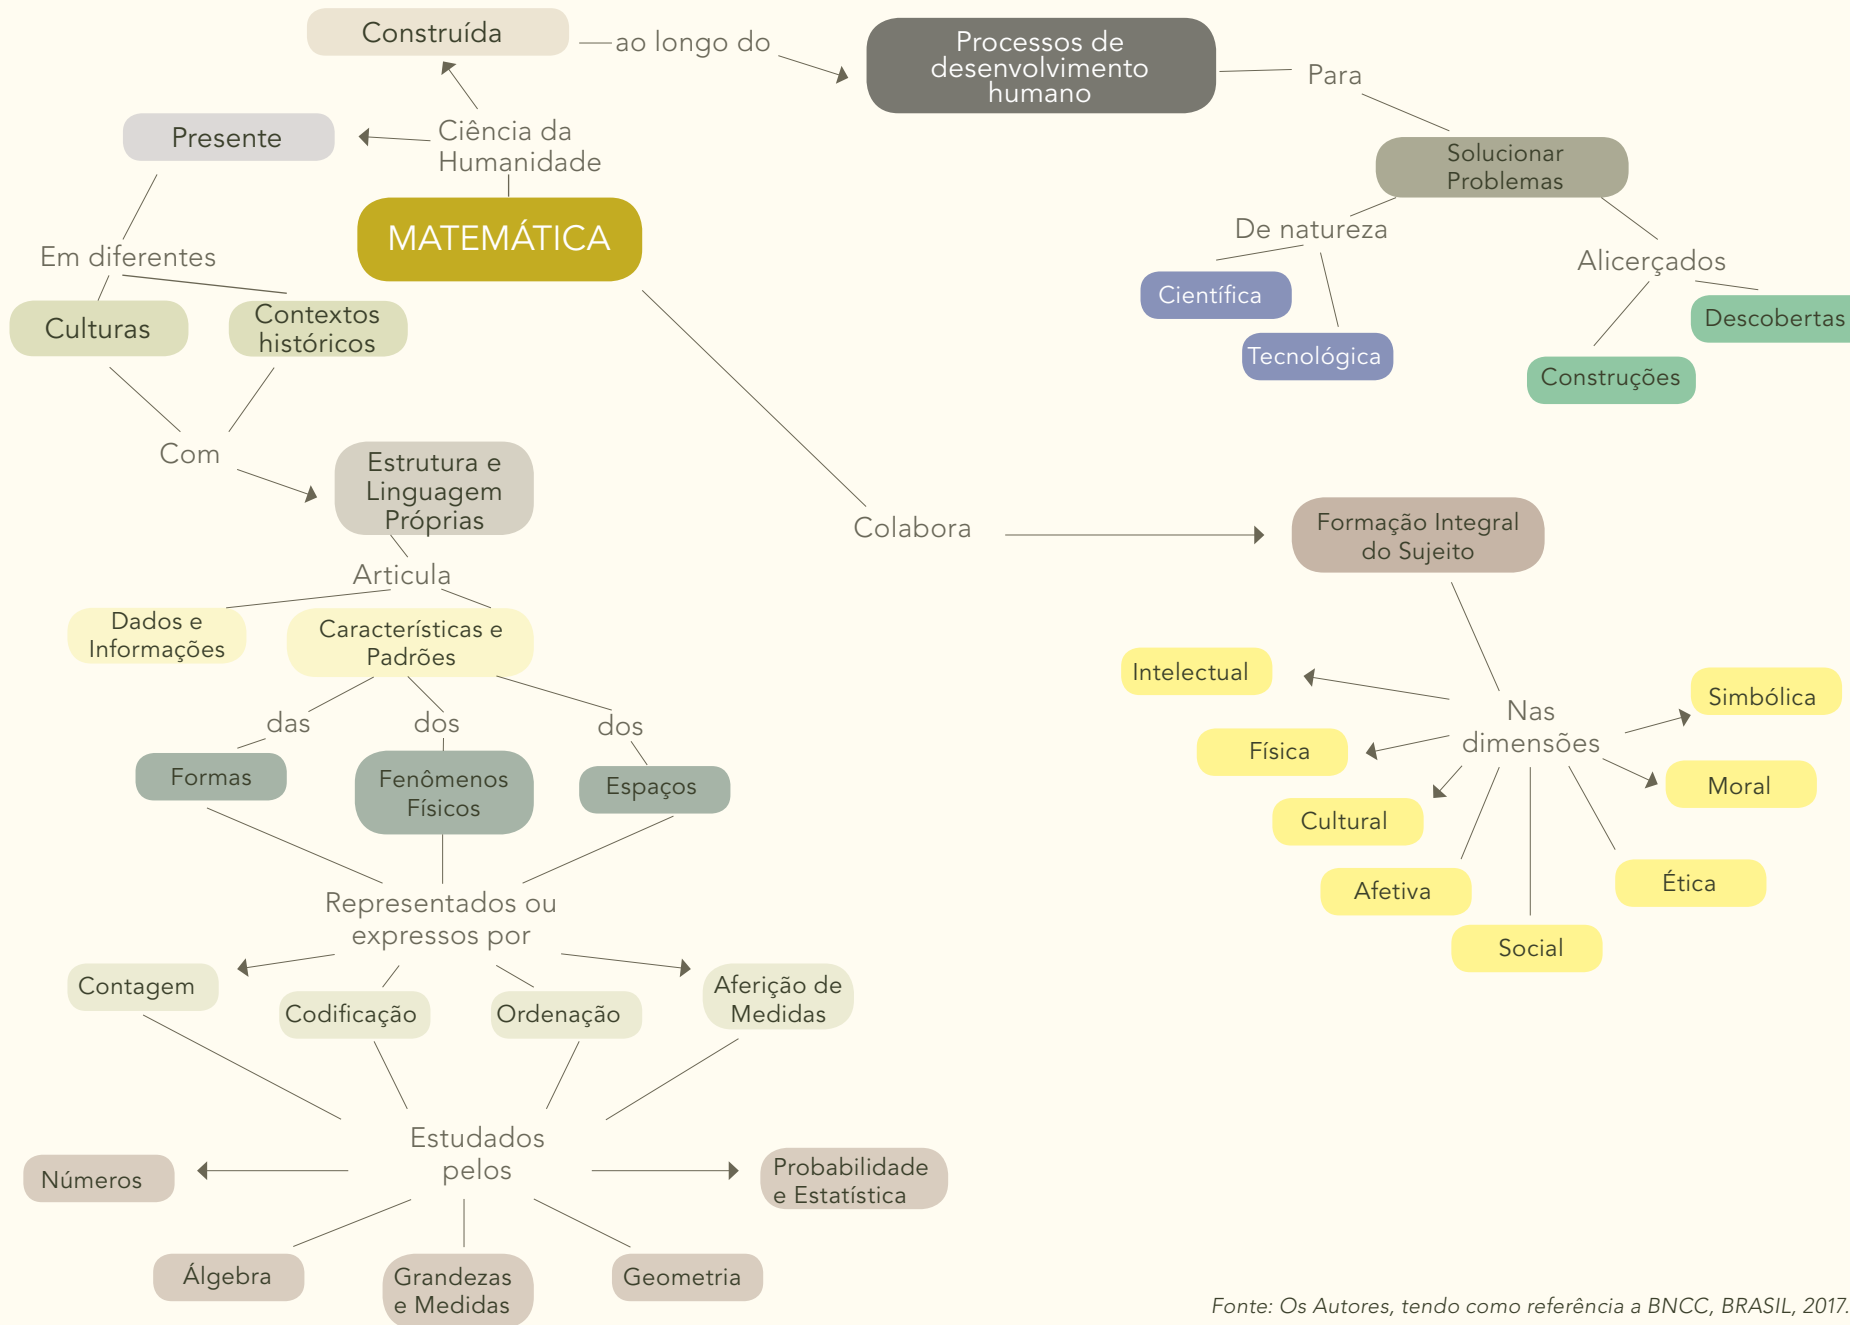 Construída
ao longo do
Processos de
desenvolvimento
humano
Para
Presente
Ciência da
Humanidade
Solucionar
Problemas
MATEMÁTICA
De natureza
Em diferentes
Alicerçados
Científica
Descobertas
Culturas
Contextos
históricos
Tecnológica
Construções
Com
Estrutura e
Linguagem
Próprias
Colabora
Formação Integral
do Sujeito
Articula
Dados e
Informações
Características e
Padrões
Intelectual
Simbólica
das
dos
dos
Nas
dimensões
Física
Formas
Fenômenos
Físicos
Espaços
Moral
Cultural
Afetiva
Ética
Social
Representados ou
expressos por
Contagem
Codificação
Ordenação
Aferição de
Medidas
Estudados
pelos
Números
Probabilidade
e Estatística
Álgebra
Grandezas
e Medidas
Geometria
Fonte: Os Autores, tendo como referência a BNCC, BRASIL, 2017.